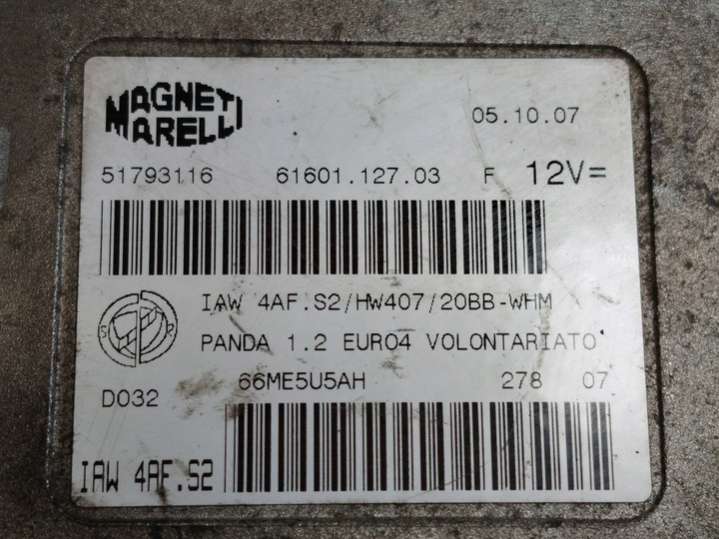 MAGNETI MARELLI
05.10.07
51793116 61601.127.03 F 12V=
IAW 4AF.S2/HW407/20BB-WHM
PANDA 1.2 EURO4 VOLONTARIATO
66ME5U5AH 278 07
D032
IAW 4AF.S2